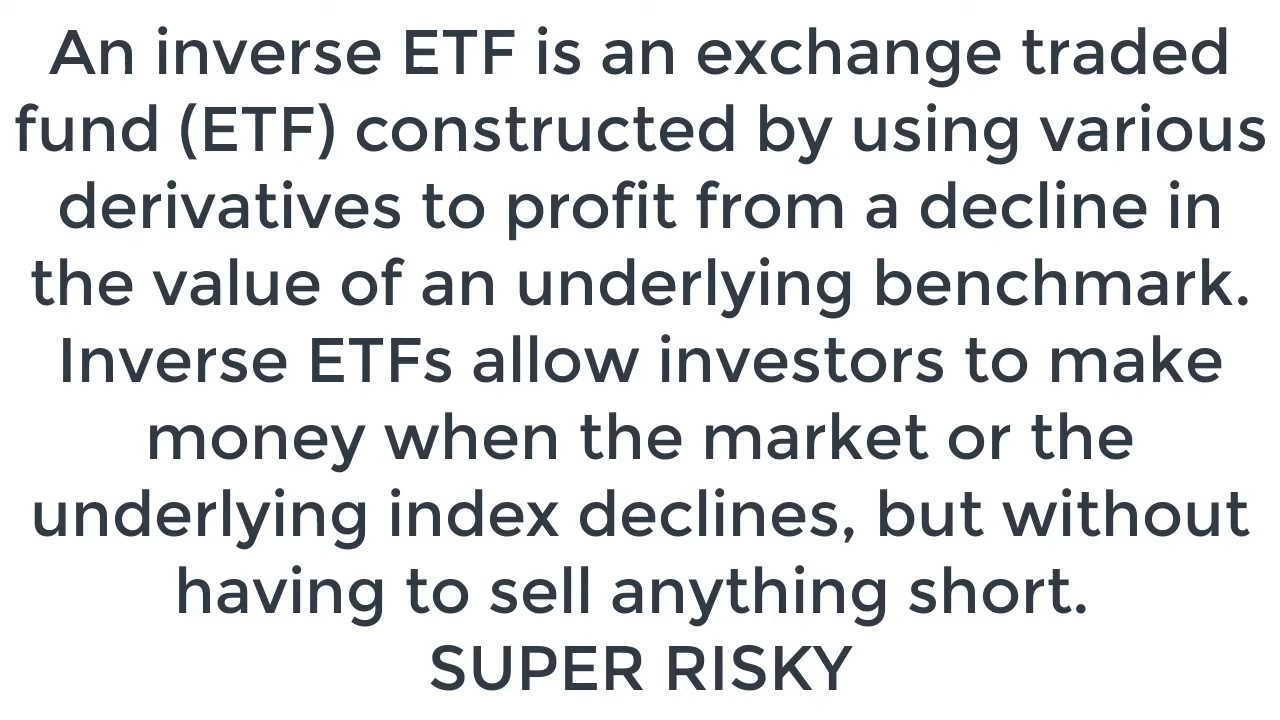 An inverse ETF is an exchange traded
fund (ETF) constructed by using various
derivatives to profit from a decline in
the value of an underlying benchmark.
Inverse ETFs allow investors to make
money when the market or the
underlying index declines, but without
having to sell anything short.
SUPER RISKY